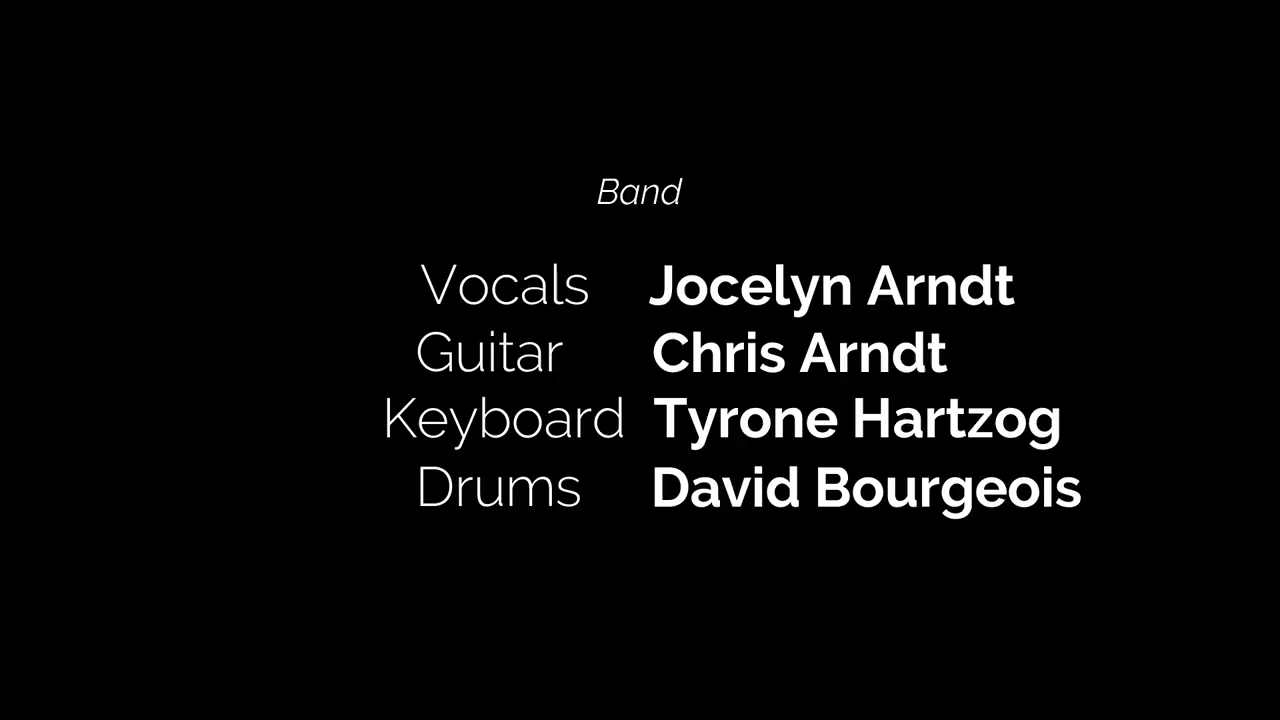 Band
Vocals Jocelyn Arndt
Guitar Chris Arndt
Keyboard Tyrone Hartzog
Drums David Bourgeois